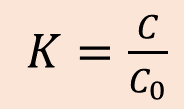 K = C / C₀